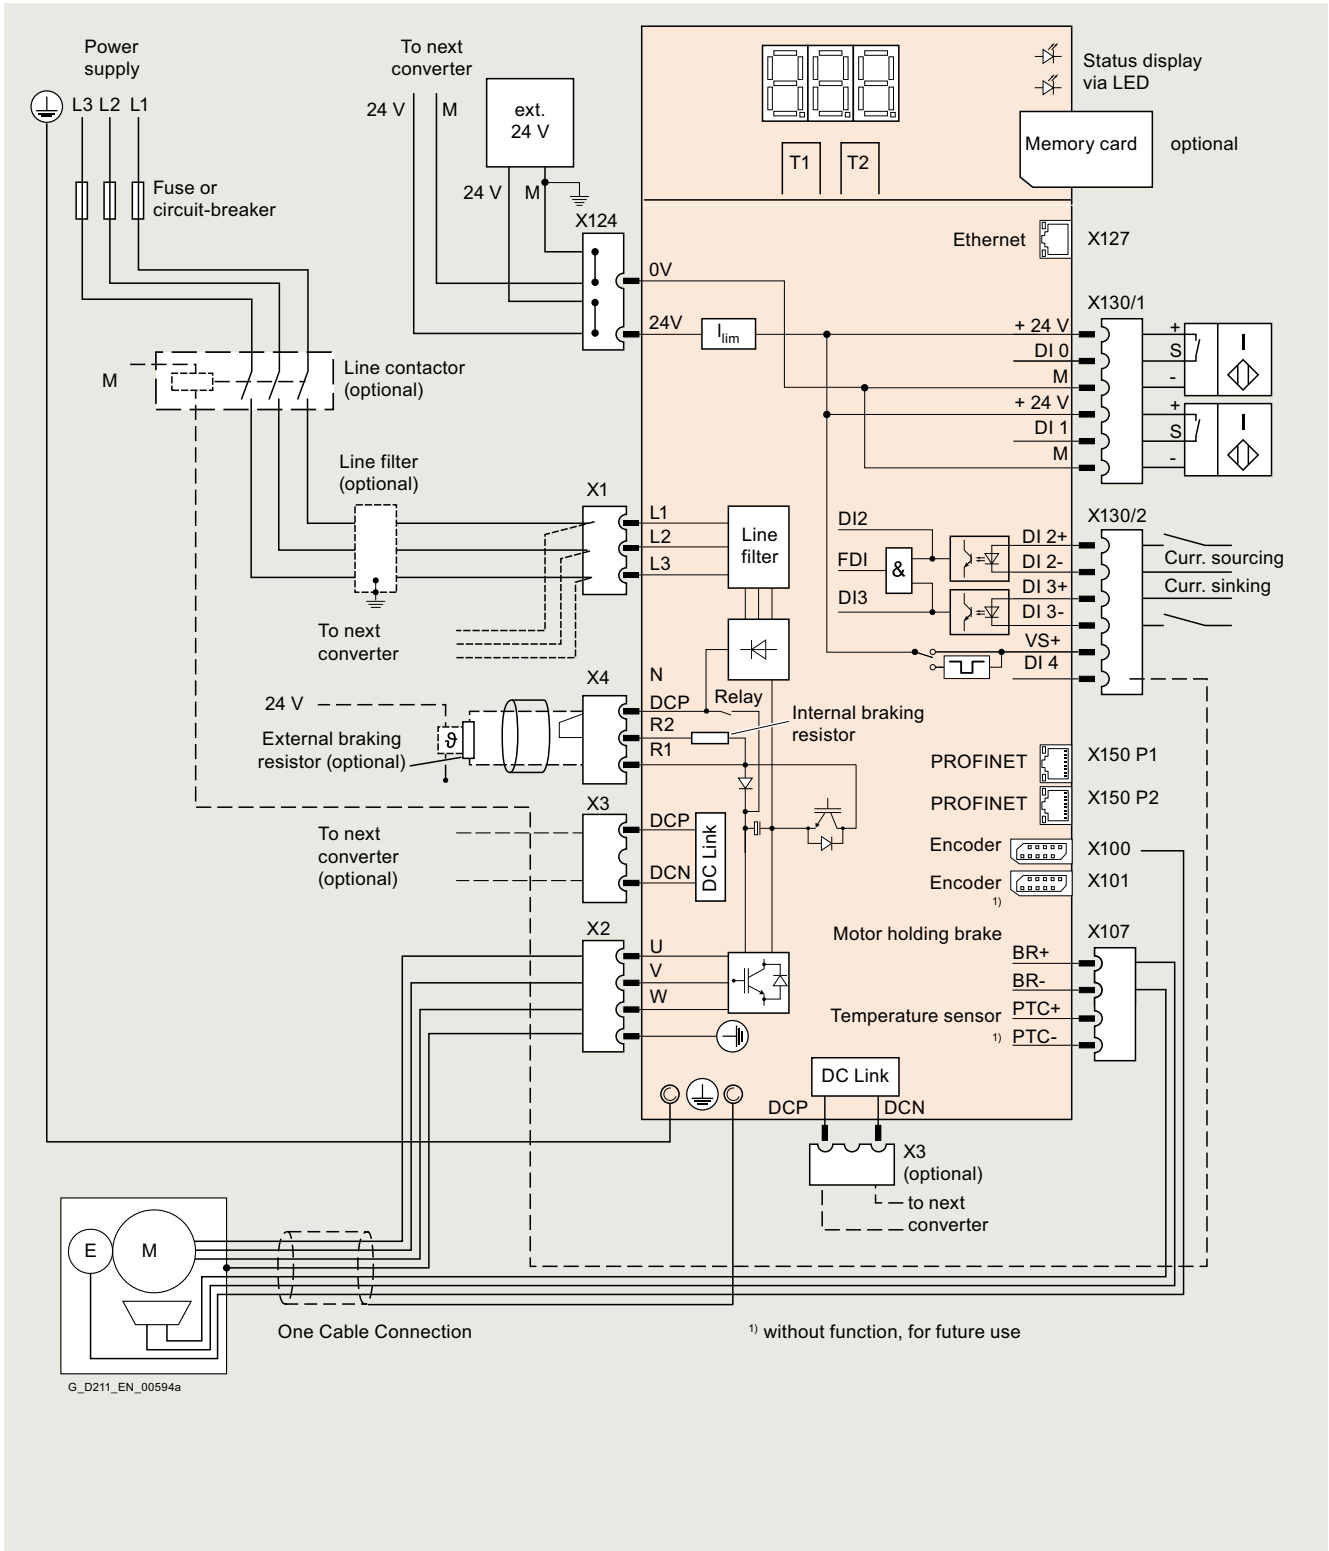 Power
supply
L3 L2 L1
Fuse or
circuit-breaker
To next
converter
24 V
M
ext.
24 V
24 V
M
X124
T1
T2
Status display
via LED
Memory card
optional
Ethernet
X127
0V
24V
Ilim
X130/1
+ 24 V
DI 0
M
+ 24 V
DI 1
M
+
S
-
I
+
S
-
I
M
Line contactor
(optional)
Line filter
(optional)
X1
L1
L2
L3
Line
filter
To next
converter
DI2
FDI
&
DI3
X130/2
DI 2+
DI 2-
DI 3+
DI 3-
VS+
DI 4
Curr. sourcing
Curr. sinking
X4
N
DCP
R2
R1
Relay
Internal braking
resistor
24 V
ϑ
External braking
resistor (optional)
PROFINET
X150 P1
PROFINET
X150 P2
X3
DCP
DCN
DC Link
To next
converter
(optional)
Encoder
X100
Encoder
1)
X101
X2
U
V
W
Motor holding brake
X107
BR+
BR-
Temperature sensor
1)
PTC+
PTC-
DC Link
DCP
DCN
X3
(optional)
to next
converter
E
M
One Cable Connection
1) without function, for future use
G_D211_EN_00594a